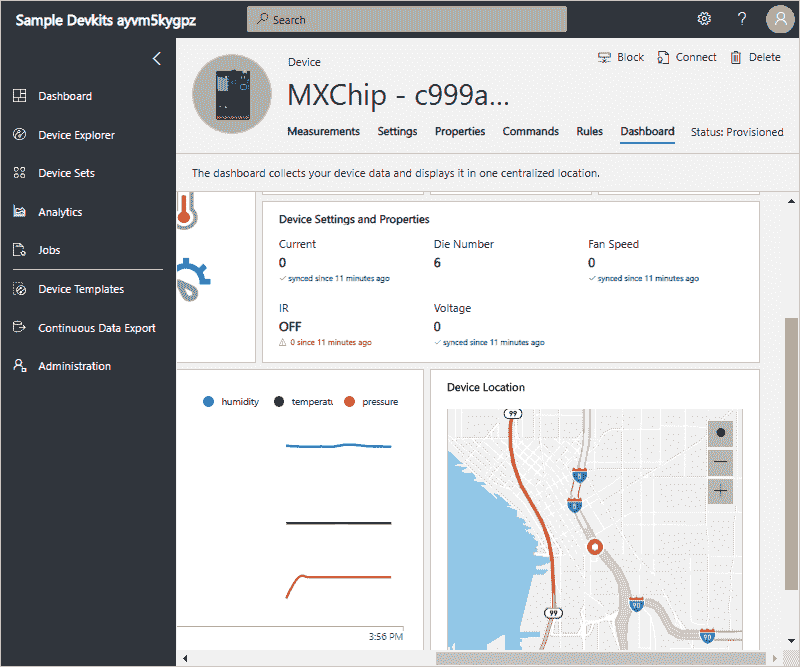 Sample Devkits ayvm5kygpz
Search
?
Dashboard
Device Explorer
Device Sets
Analytics
Jobs
Device Templates
Continuous Data Export
Administration
Device
MXChip - c999a...
Block Connect Delete
Measurements Settings Properties Commands Rules Dashboard Status: Provisioned
The dashboard collects your device data and displays it in one centralized location.
Device Settings and Properties
Current Die Number Fan Speed
0 6 0
synced since 11 minutes ago synced since 11 minutes ago
IR Voltage
OFF 0
0 since 11 minutes ago synced since 11 minutes ago
humidity temperatu pressure
3:56 PM
Device Location
99
99
90
90